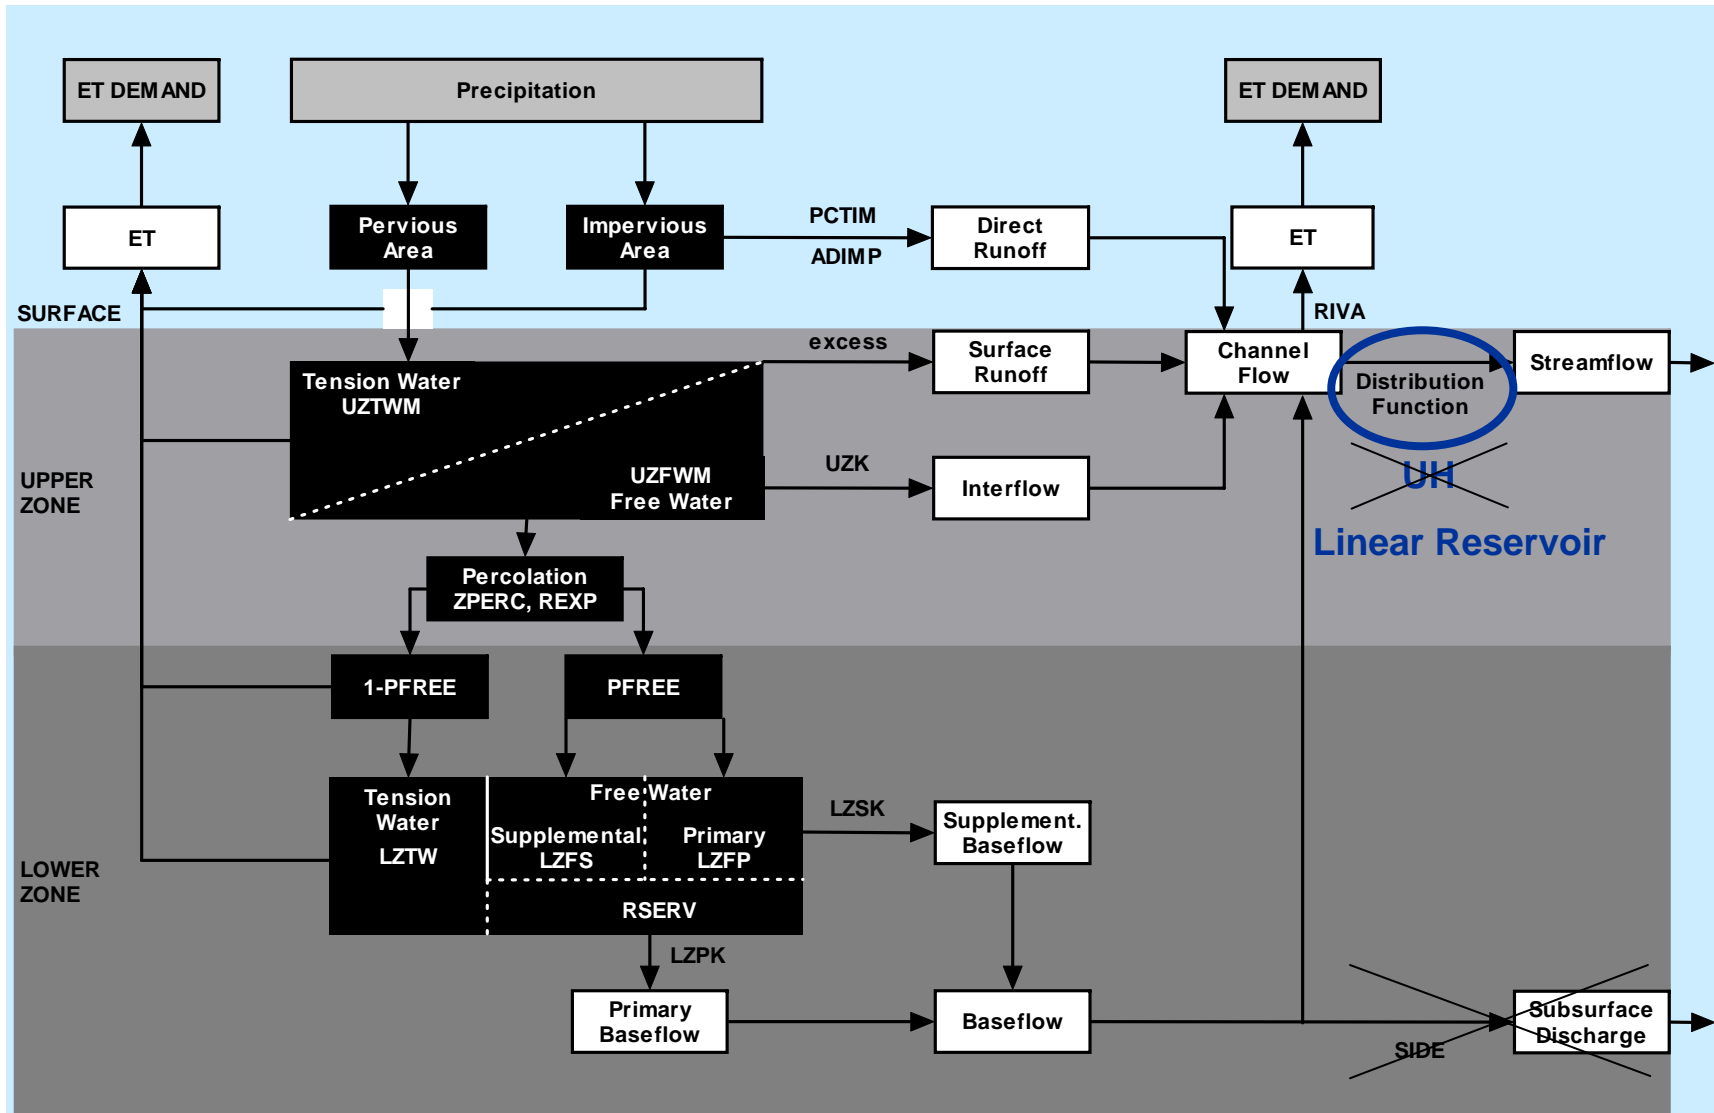 ET DEMAND
Precipitation
ET DEMAND
ET
Pervious
Area
Impervious
Area
PCTIM
ADIMP
Direct
Runoff
ET
SURFACE
RIVA
Tension Water
UZTWM
excess
Surface
Runoff
Channel
Flow
Distribution
Function
Streamflow
UPPER
ZONE
UZFWM
Free Water
UZK
Interflow
UH
Linear Reservoir
Percolation
ZPERC, REXP
1-PFREE
PFREE
LOWER
ZONE
Tension
Water
LZTW
Free Water
Supplemental
LZFS
Primary
LZFP
RSERV
LZSK
Supplement.
Baseflow
LZPK
Primary
Baseflow
Baseflow
SIDE
Subsurface
Discharge